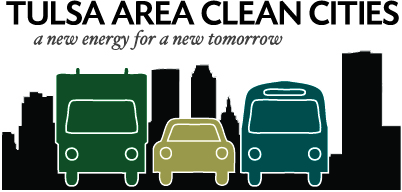 TULSA AREA CLEAN CITIES
a new energy for a new tomorrow